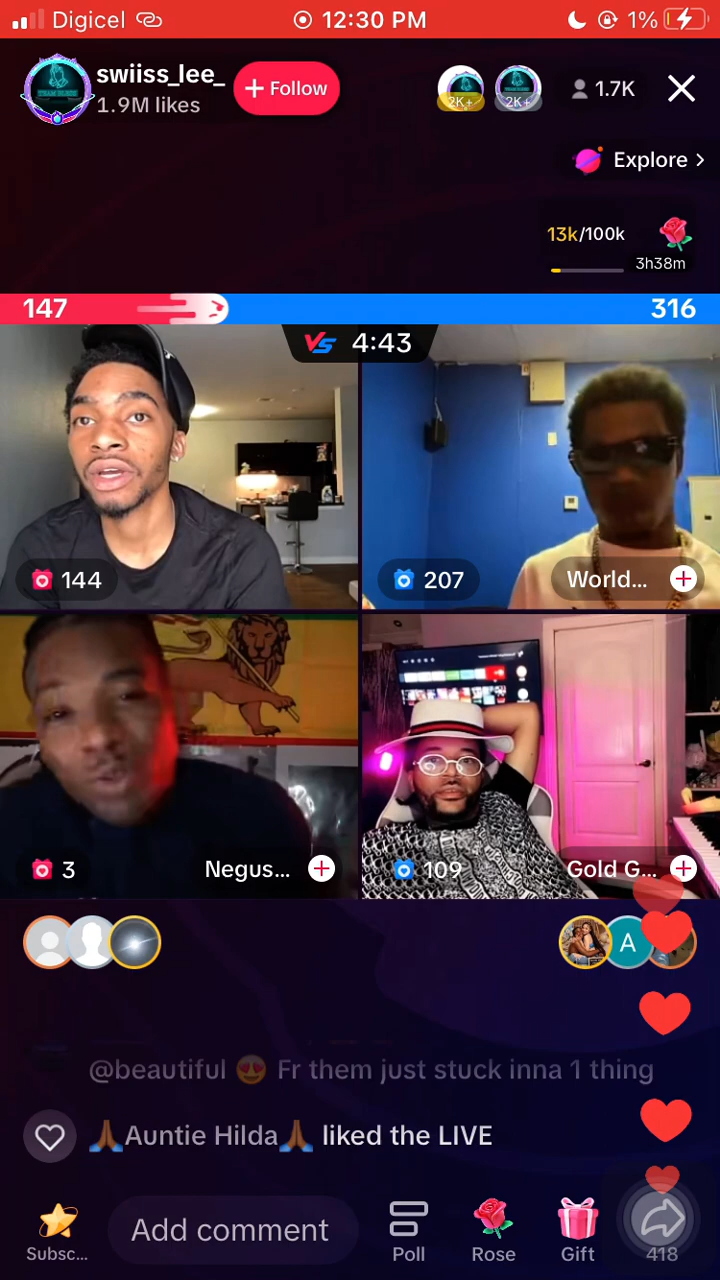 Digicel 12:30 PM 1%
swiiss_lee_
1.9M likes
+ Follow
2K+ 2K+ 1.7K
Explore >
13k/100k
3h38m
147 316
VS 4:43
144
207 World...
3 Negus...
109 Gold G...
A
@beautiful 😍 Fr them just stuck inna 1 thing
🙏Auntie Hilda🙏 liked the LIVE
Add comment
Subsc... Poll Rose Gift 418